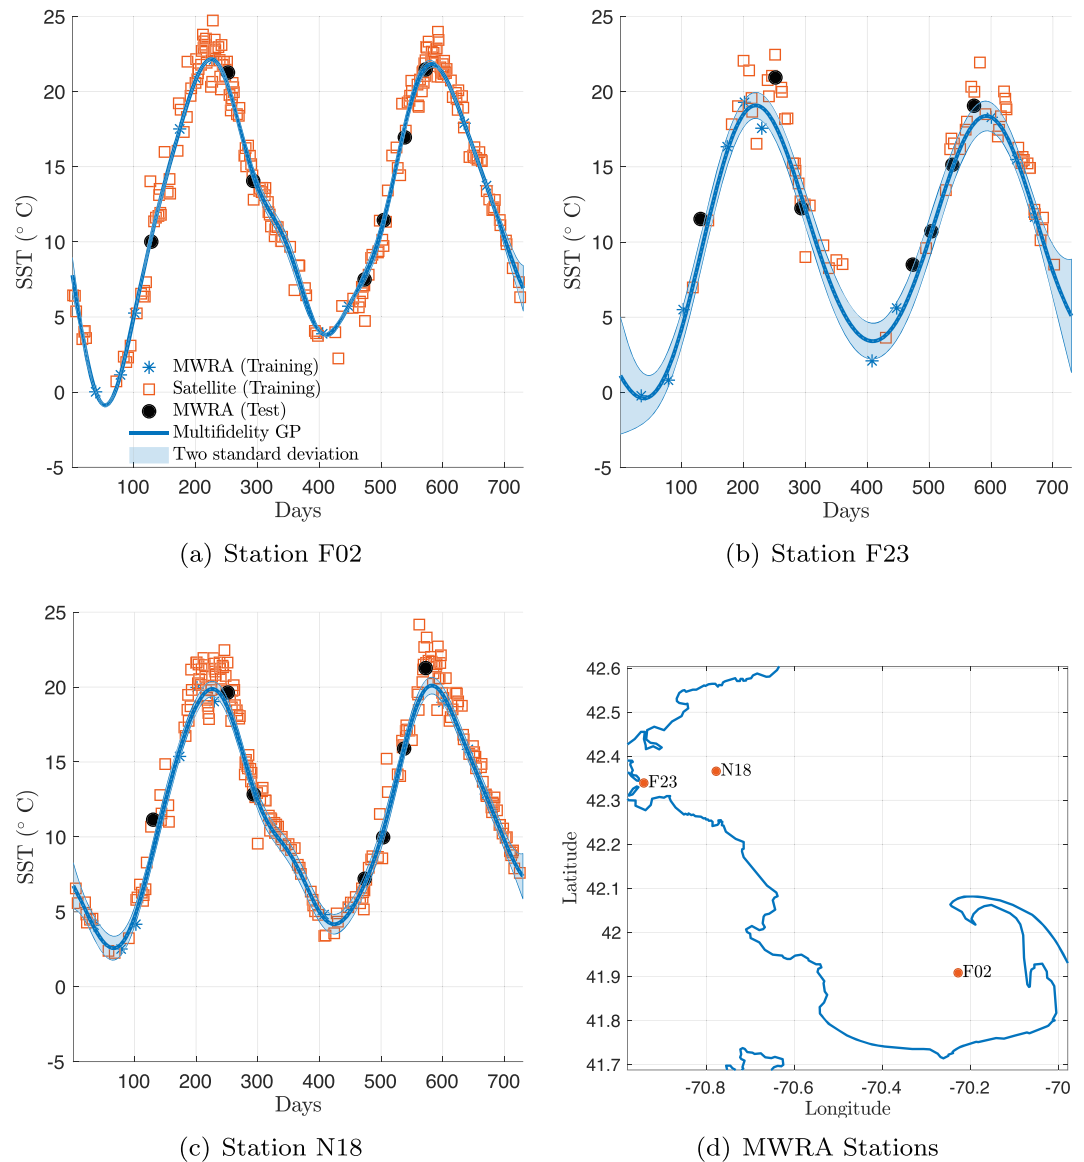 25
20
15
10
5
0
-5
SST (° C)
MWRA (Training)
Satellite (Training)
MWRA (Test)
Multifidelity GP
Two standard deviation
100 200 300 400 500 600 700
Days
(a) Station F02
25
20
15
10
5
0
-5
SST (° C)
100 200 300 400 500 600 700
Days
(b) Station F23
25
20
15
10
5
0
-5
SST (° C)
100 200 300 400 500 600 700
Days
(c) Station N18
42.6
42.5
42.4
42.3
42.2
42.1
42
41.9
41.8
41.7
Latitude
N18
F23
F02
-70.8 -70.6 -70.4 -70.2 -70
Longitude
(d) MWRA Stations